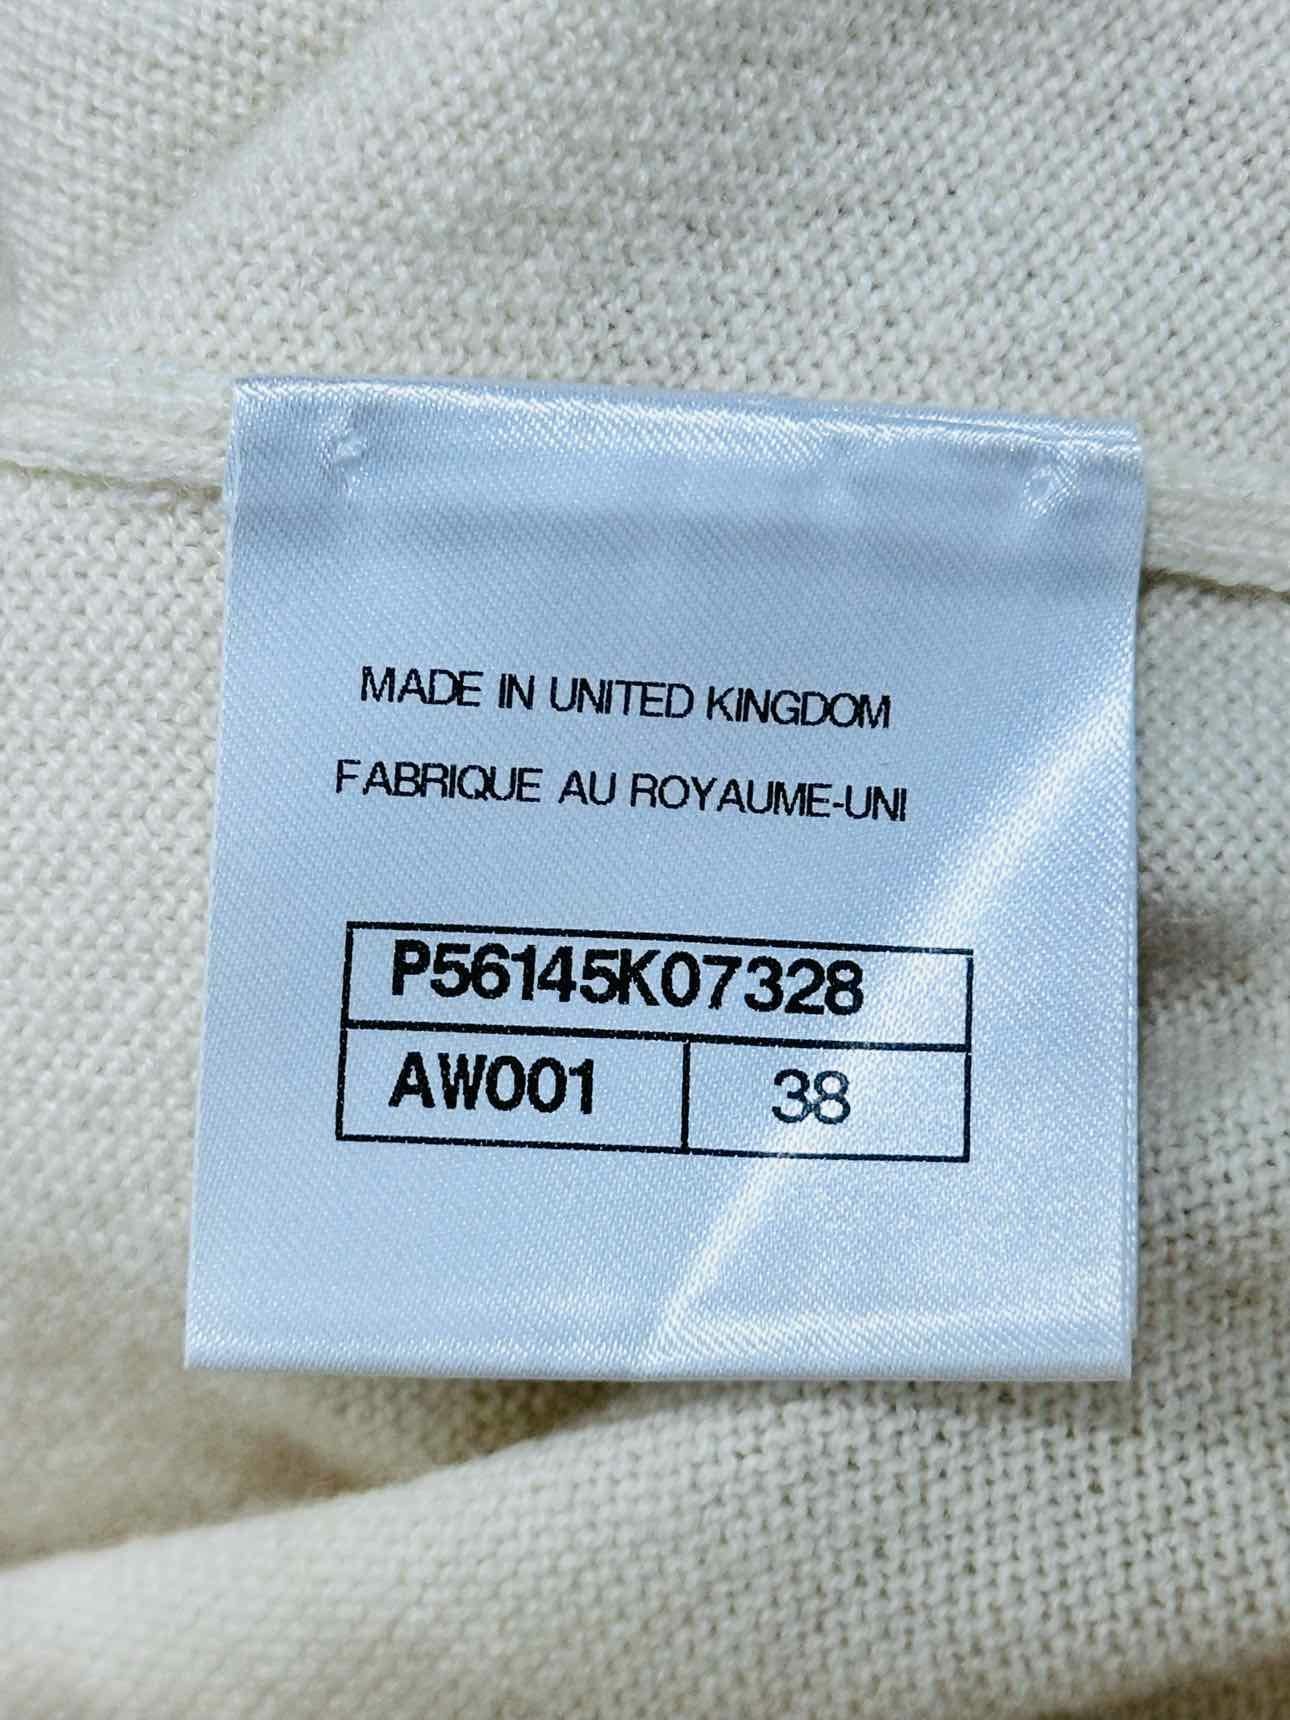 MADE IN UNITED KINGDOM
FABRIQUE AU ROYAUME-UNI
P56145K07328
AW001 38